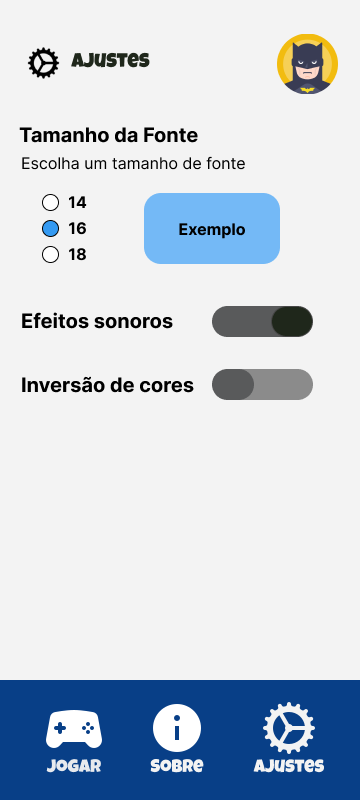 AJUSTES
Tamanho da Fonte
Escolha um tamanho de fonte
14
16
18
Exemplo
Efeitos sonoros
Inversão de cores
JOGAR
SOBRE
AJUSTES